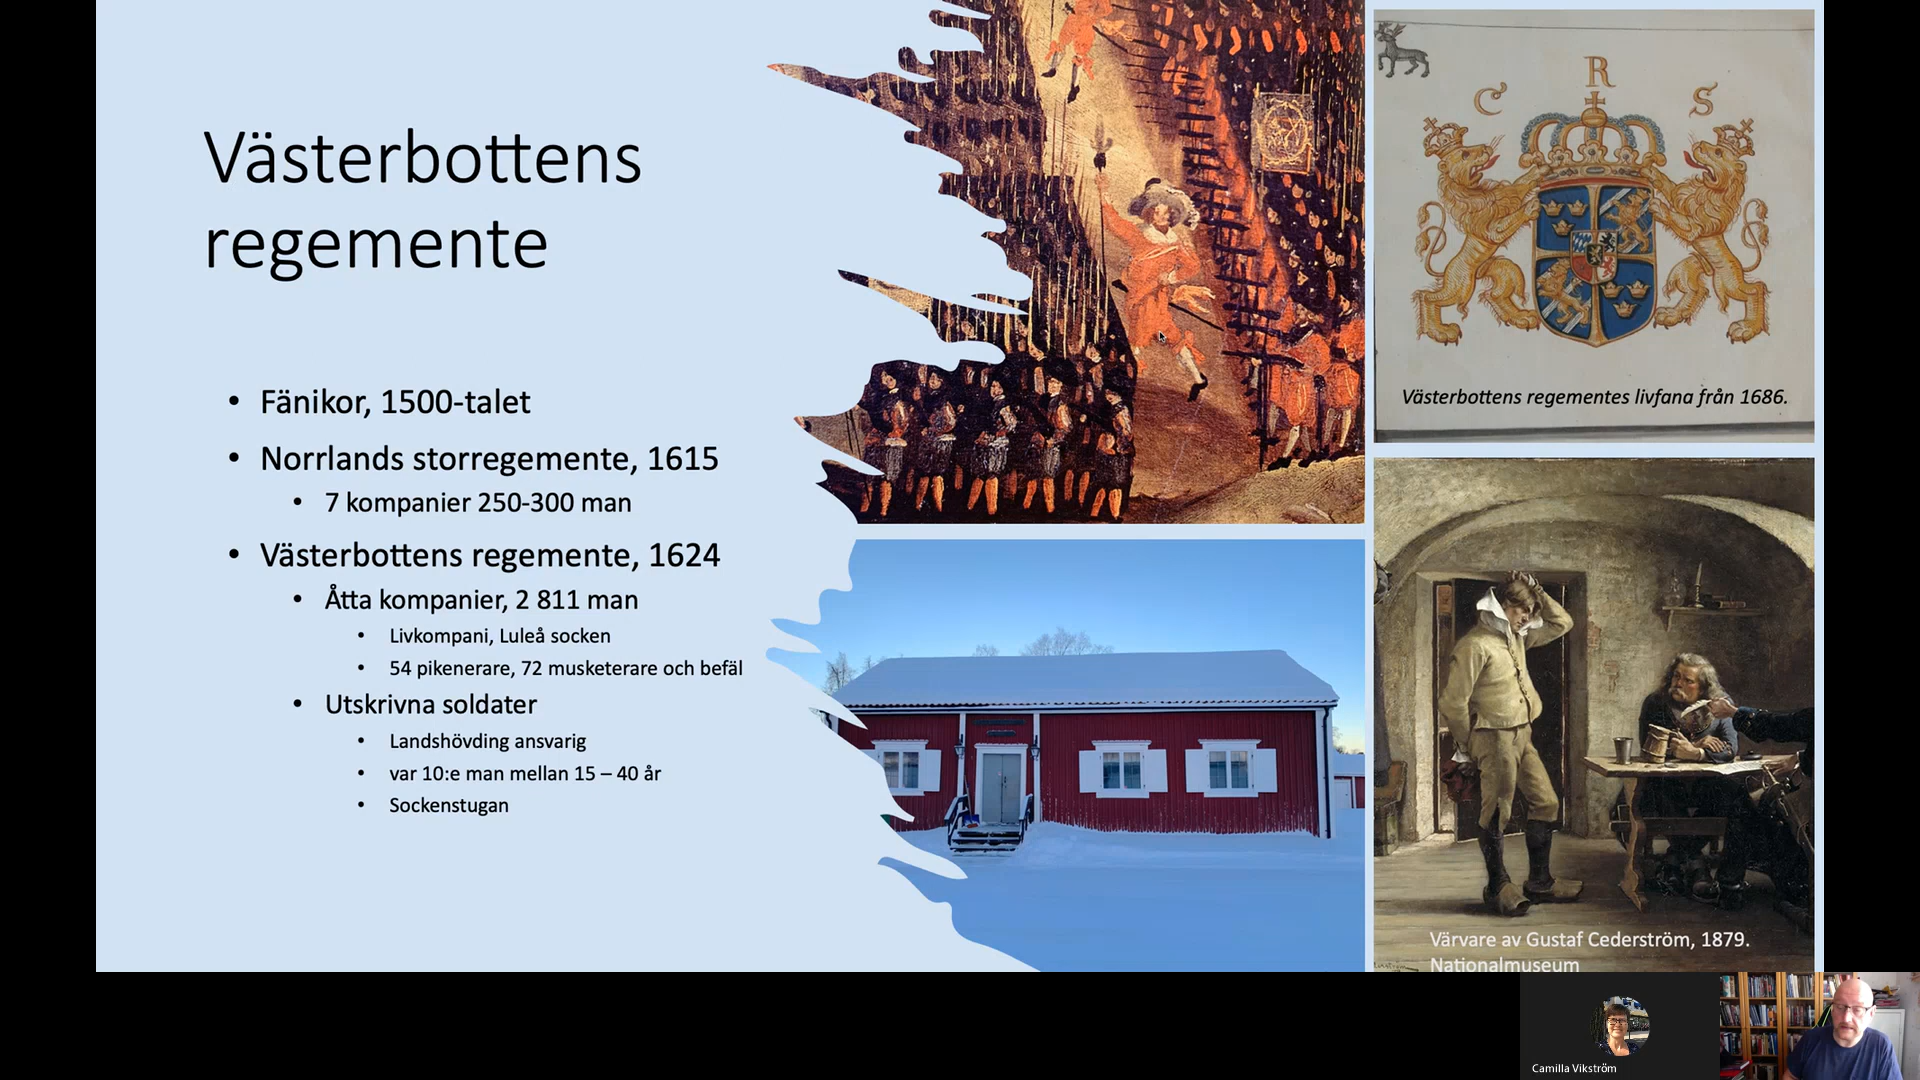 Västerbottens
regemente
• Fänikor, 1500-talet
• Norrlands storregemente, 1615
• 7 kompanier 250-300 man
• Västerbottens regemente, 1624
• Åtta kompanier, 2 811 man
• Livkompani, Luleå socken
• 54 pikenerare, 72 musketerare och befäl
• Utskrivna soldater
• Landshövding ansvarig
• var 10:e man mellan 15 – 40 år
• Sockenstugan
C R S
Västerbottens regementes livfana från 1686.
Värvare av Gustaf Cederström, 1879.
Nationalmuseum
Camilla Vikström